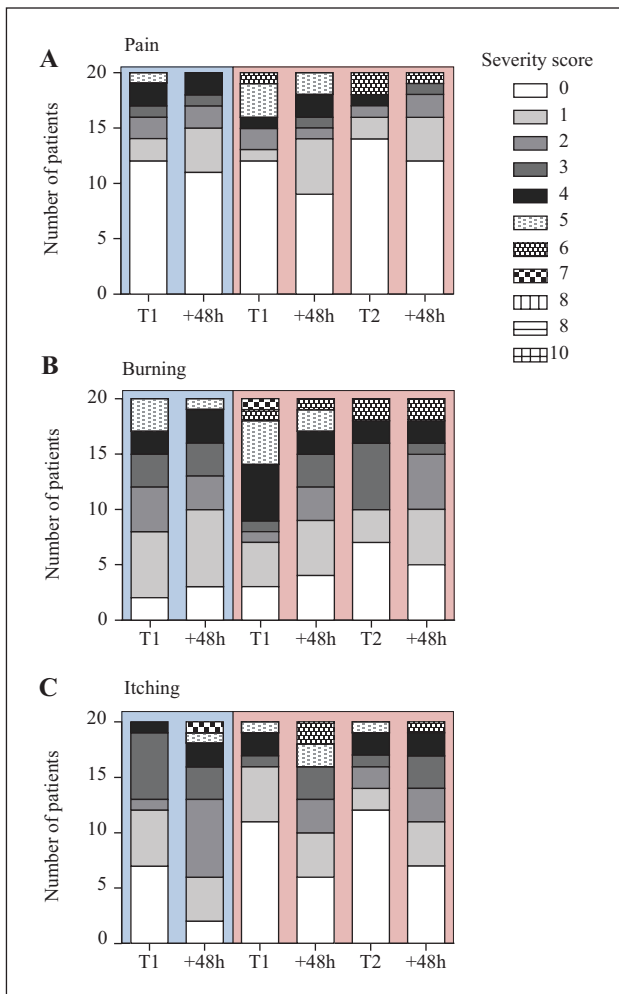 A
Pain
Number of patients
20
15
10
5
0
T1 +48h T1 +48h T2 +48h
Severity score
0
1
2
3
4
5
6
7
8
8
10
B
Burning
Number of patients
20
15
10
5
0
T1 +48h T1 +48h T2 +48h
C
Itching
Number of patients
20
15
10
5
0
T1 +48h T1 +48h T2 +48h